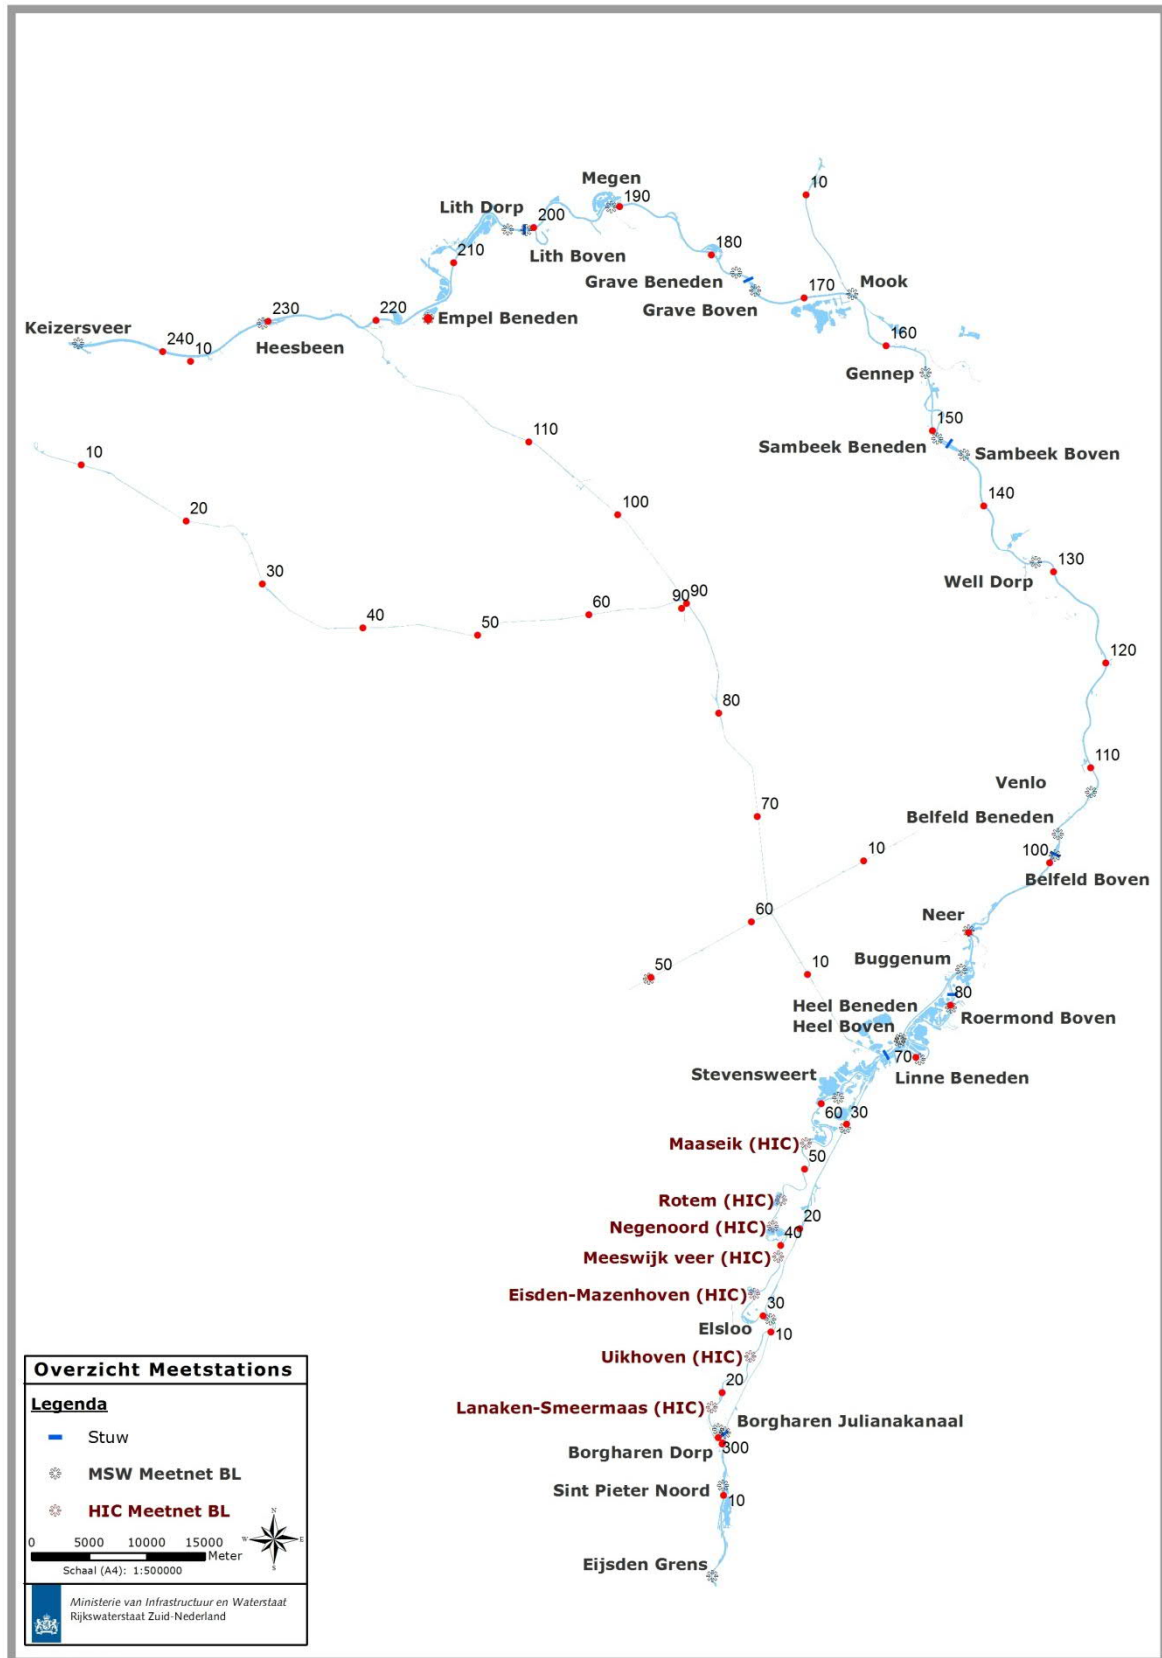 10
Megen
190
Lith Dorp
200
Lith Boven
180
210
Grave Beneden
Mook
170
Grave Boven
230
220
Empel Beneden
Keizersveer
240
10
Heesbeen
160
Gennep
150
110
Sambeek Beneden
Sambeek Boven
10
140
100
20
130
Well Dorp
30
90
90
60
40
50
120
80
110
Venlo
70
Belfeld Beneden
10
100
Belfeld Boven
60
Neer
50
10
Buggenum
80
Heel Beneden
Roermond Boven
Heel Boven
70
Stevensweert
Linne Beneden
60
30
Maaseik (HIC)
50
Rotem (HIC)
20
Negenoord (HIC)
40
Meeswijk veer (HIC)
Eisden-Mazenhoven (HIC)
30
Elsloo
10
Uikhoven (HIC)
20
Lanaken-Smeermaas (HIC)
Borgharen Julianakanaal
Borgharen Dorp
300
Sint Pieter Noord
10
Eijsden Grens
Overzicht Meetstations
Legenda
Stuw
MSW Meetnet BL
HIC Meetnet BL
N
W
E
S
0 5000 10000 15000
Meter
Schaal (A4): 1:500000
Ministerie van Infrastructuur en Waterstaat
Rijkswaterstaat Zuid-Nederland